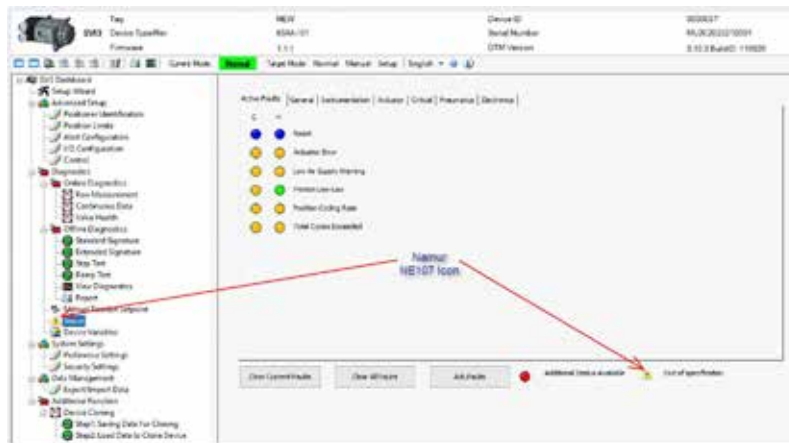 Tag NEW Device ID
SVi3 Device Type/Rev Serial Number
Firmware 1.1.1 DTM Version
Current Mode: Normal Target Mode: Normal Manual Setup English
SVi3 Dashboard
Setup Wizard
Advanced Setup
Positioner Identification
Position Limits
Alert Configuration
I/O Configuration
Control
Diagnostics
Online Diagnostics
Raw Measurement
Continuous Data
Valve Health
Offline Diagnostics
Standard Signature
Extended Signature
Step Test
Ramp Test
View Diagnostics
Report
Manual Position Setpoint
Status
Device Variables
System Settings
Preference Settings
Security Settings
Data Management
Export/Import Data
Additional Function
Device Cloning
Step1: Saving Data for Cloning
Step2: Load Data to Clone Device
Active Faults General Instrumentation Actuator Critical Pneumatics Electronics
C H
Reset
Actuator Error
Low Air Supply Warning
Friction Low-Low
Position Cycling Rate
Total Cycles Exceeded
Namur
NE107 Icon
Clear Current Faults Clear All Faults Ack Faults Additional Status Available Out of specification